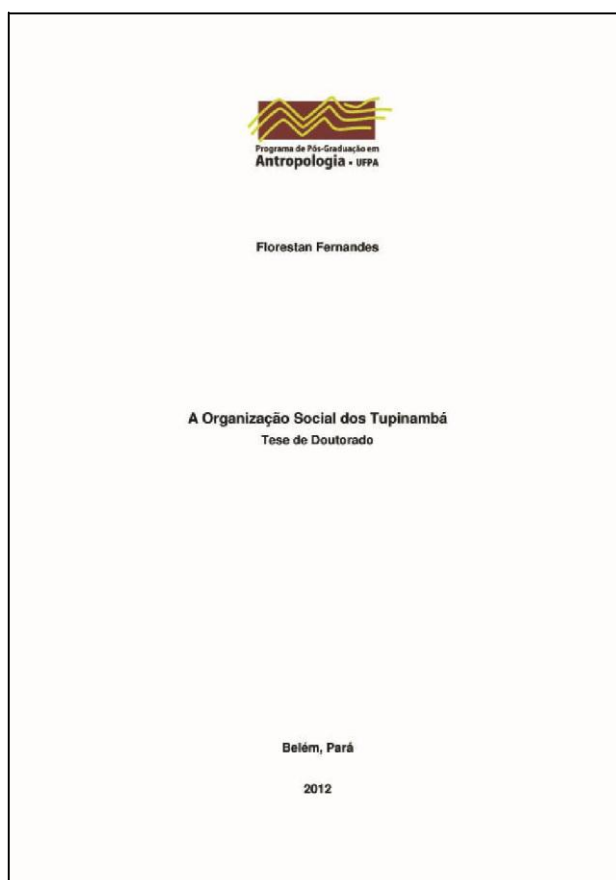 Programa de Pós-Graduação em
Antropologia - UFPA
Florestan Fernandes
A Organização Social dos Tupinambá
Tese de Doutorado
Belém, Pará
2012